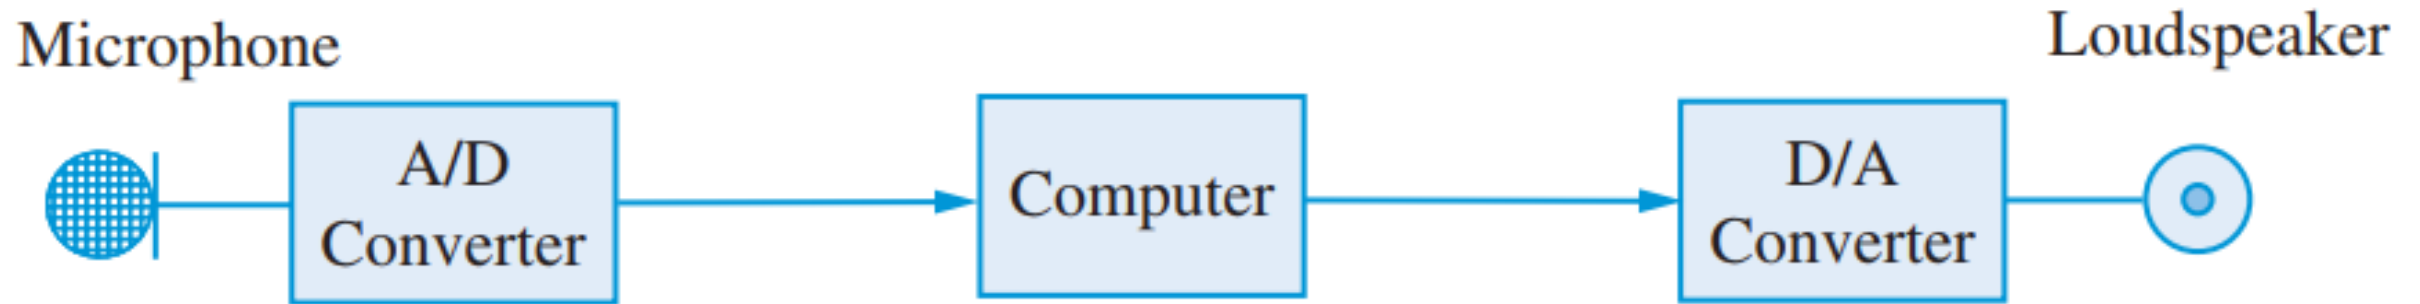 Microphone
Loudspeaker
A/D
Converter
Computer
D/A
Converter